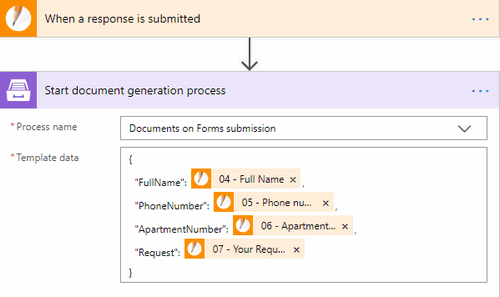 When a response is submitted ...
Start document generation process ...
* Process name Documents on Forms submission
* Template data {
"FullName": 04 - Full Name × ,
"PhoneNumber": 05 - Phone nu... × ,
"ApartmentNumber": 06 - Apartment... × ,
"Request": 07 - Your Requ... ×
}